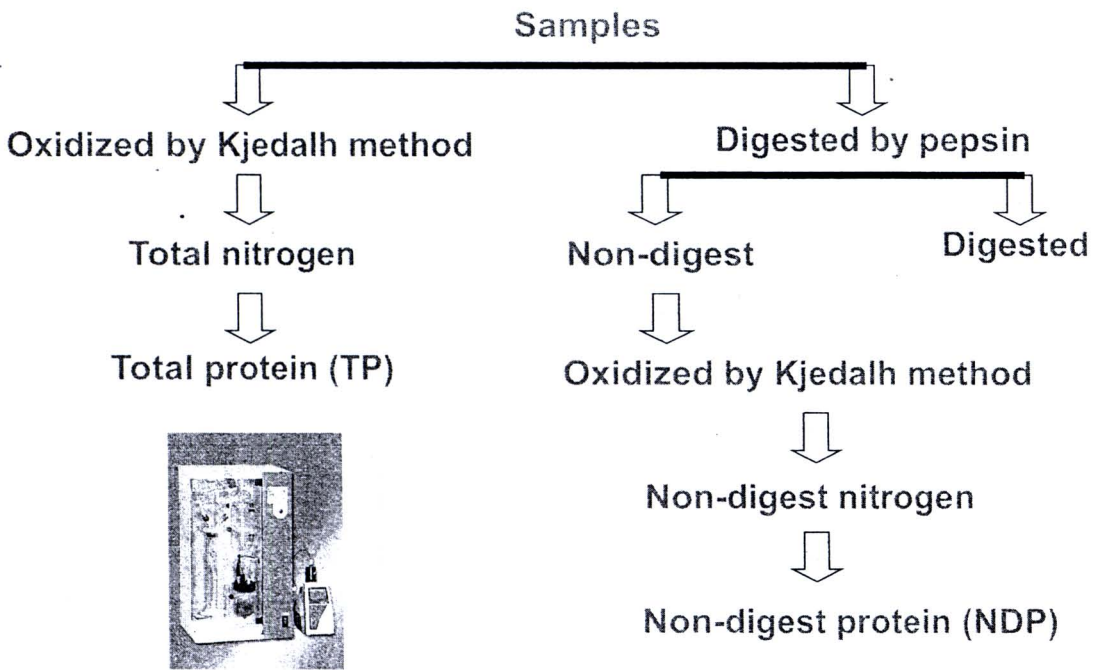 Samples
Oxidized by Kjedalh method
Digested by pepsin
Total nitrogen
Non-digest
Digested
Total protein (TP)
Oxidized by Kjedalh method
Non-digest nitrogen
Non-digest protein (NDP)